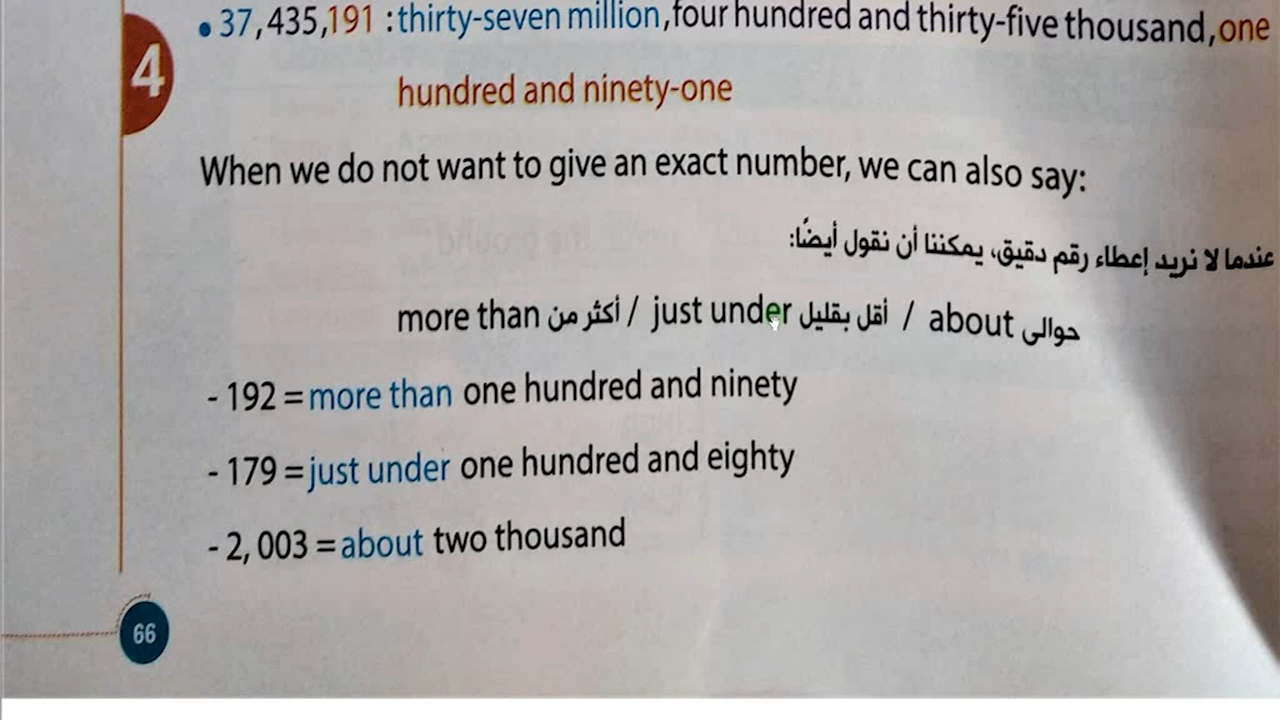 • 37,435,191 : thirty-seven million, four hundred and thirty-five thousand, one
4
hundred and ninety-one
When we do not want to give an exact number, we can also say:
عندما لا نريد إعطاء رقم دقيق، يمكننا أن نقول أيضًا:
more than أكثر من / just under أقل بقليل / about حوالى
- 192 = more than one hundred and ninety
- 179 = just under one hundred and eighty
- 2, 003 = about two thousand
66